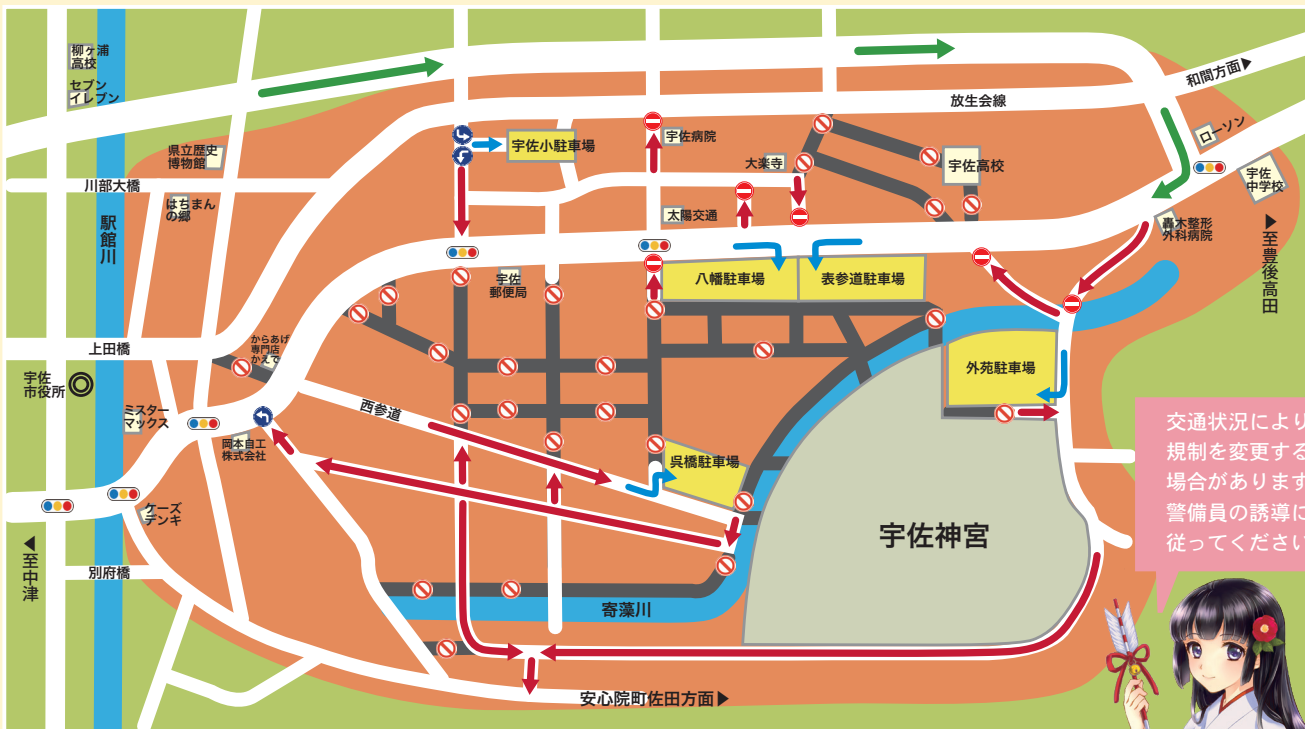 柳ヶ浦
高校
セブン
イレブン
県立歴史
博物館
川部大橋
はちまん
の郷
駅館川
宇佐小駐車場
宇佐病院
大楽寺
太陽交通
放生会線
宇佐高校
和間方面▶
ローソン
宇佐
中学校
轟木整形
外科病院
▶至豊後高田
宇佐
郵便局
八幡駐車場
表参道駐車場
外苑駐車場
上田橋
からあげ
専門店
かえで
宇佐
市役所
ミスター
マックス
西参道
岡本自工
株式会社
呉橋駐車場
ケーズ
デンキ
宇佐神宮
◀至中津
別府橋
寄藻川
安心院町佐田方面▶
交通状況により
規制を変更する
場合があります
警備員の誘導に
従ってください